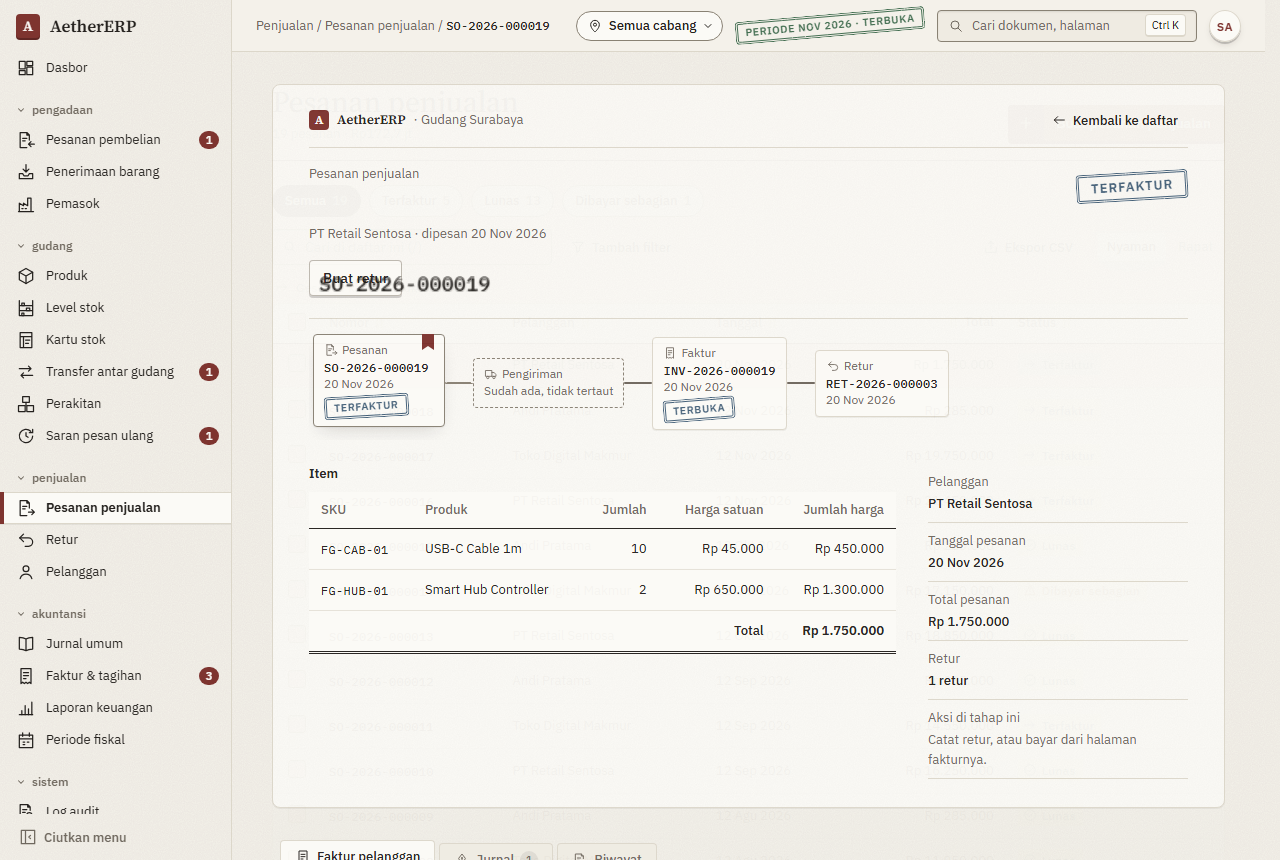 A AetherERP
Dasbor
pengadaan
Pesanan pembelian 1
Penerimaan barang
Pemasok
gudang
Produk
Level stok
Kartu stok
Transfer antar gudang 1
Perakitan
Saran pesan ulang 1
penjualan
Pesanan penjualan
Retur
Pelanggan
akuntansi
Jurnal umum
Faktur & tagihan 3
Laporan keuangan
Periode fiskal
sistem
Log audit
Ciutkan menu
Penjualan / Pesanan penjualan / SO-2026-000019
Semua cabang
PERIODE NOV 2026 · TERBUKA
Cari dokumen, halaman Ctrl K
SA
Pesanan penjualan
A AetherERP · Gudang Surabaya
Kembali ke daftar
Pesanan penjualan
TERFAKTUR
PT Retail Sentosa · dipesan 20 Nov 2026
Buat retur
SO-2026-000019
Pesanan
SO-2026-000019
20 Nov 2026
TERFAKTUR
Pengiriman
Sudah ada, tidak tertaut
Faktur
INV-2026-000019
20 Nov 2026
TERBUKA
Retur
RET-2026-000003
20 Nov 2026
Item
SKU Produk Jumlah Harga satuan Jumlah harga
FG-CAB-01 USB-C Cable 1m 10 Rp 45.000 Rp 450.000
FG-HUB-01 Smart Hub Controller 2 Rp 650.000 Rp 1.300.000
Total Rp 1.750.000
Pelanggan
PT Retail Sentosa
Tanggal pesanan
20 Nov 2026
Total pesanan
Rp 1.750.000
Retur
1 retur
Aksi di tahap ini
Catat retur, atau bayar dari halaman
fakturnya.
Faktur pelanggan
Jurnal 1
Riwayat